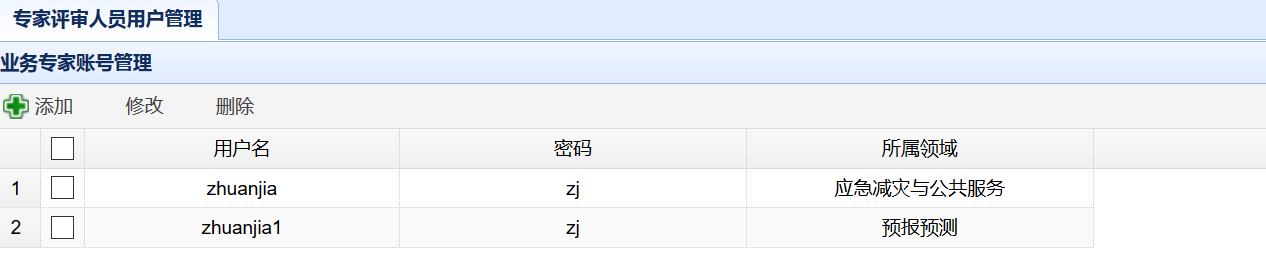 专家评审人员用户管理
业务专家账号管理
添加 修改 删除
用户名 密码 所属领域
1 zhuanjia zj 应急减灾与公共服务
2 zhuanjia1 zj 预报预测